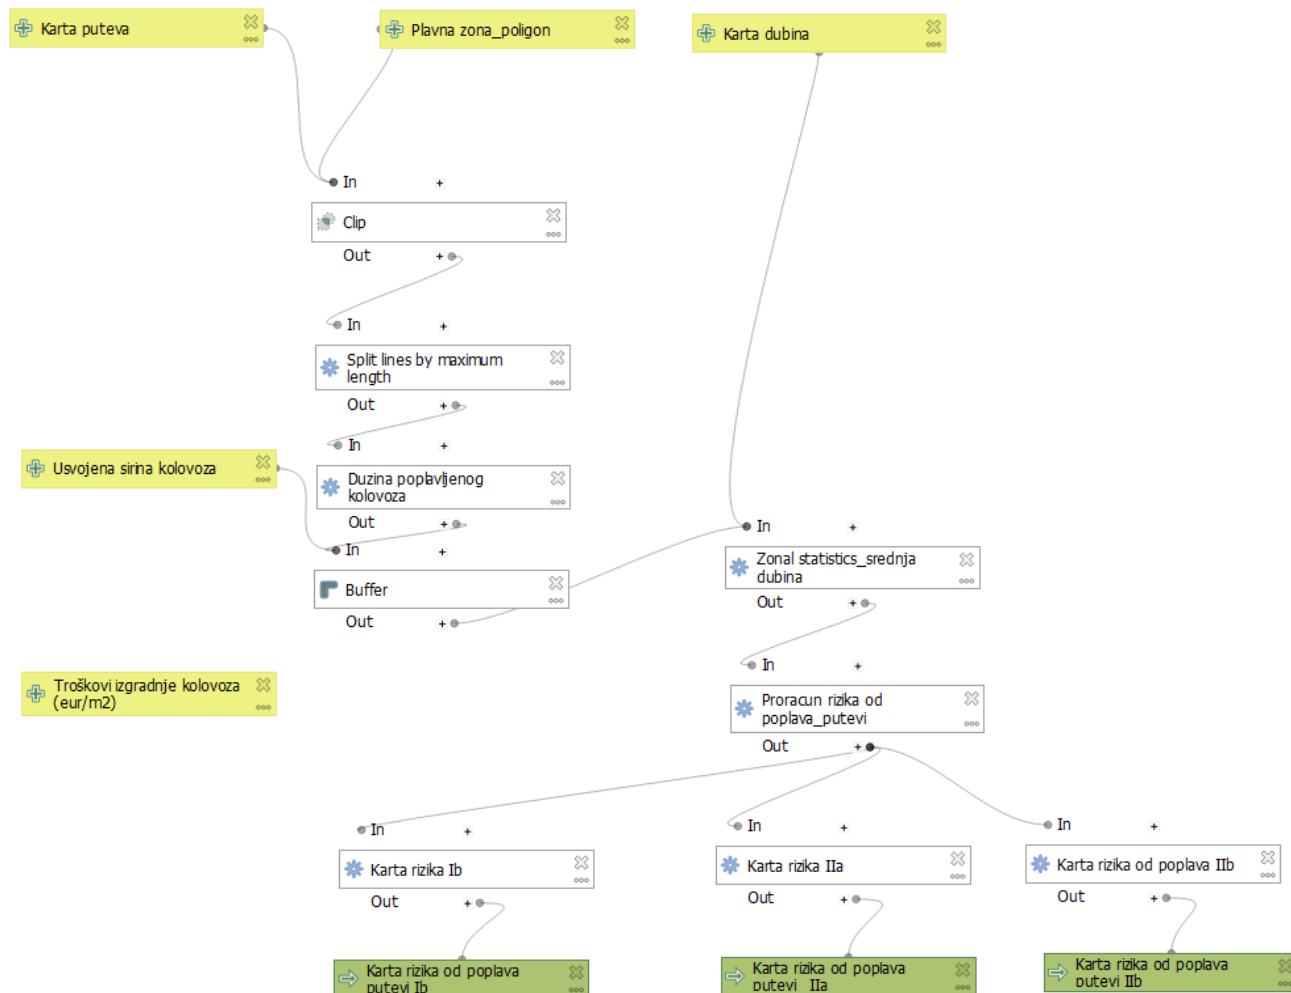 Karta puteva
Plavna zona_poligon
Karta dubina
In +
Clip
Out +
In +
Split lines by maximum
length
Out +
In +
Usvojena sirina kolovoza
Duzina poplavljenog
kolovoza
Out +
In +
In +
Buffer
Zonal statistics_srednja
dubina
Out +
Out +
In +
Troškovi izgradnje kolovoza
(eur/m2)
Proracun rizika od
poplava_putevi
Out +
In +
In +
In +
Karta rizika Ib
Karta rizika IIa
Karta rizika od poplava IIb
Out +
Out +
Out +
Karta rizika od poplava
putevi Ib
Karta rizika od poplava
putevi_IIa
Karta rizika od poplava
putevi IIb